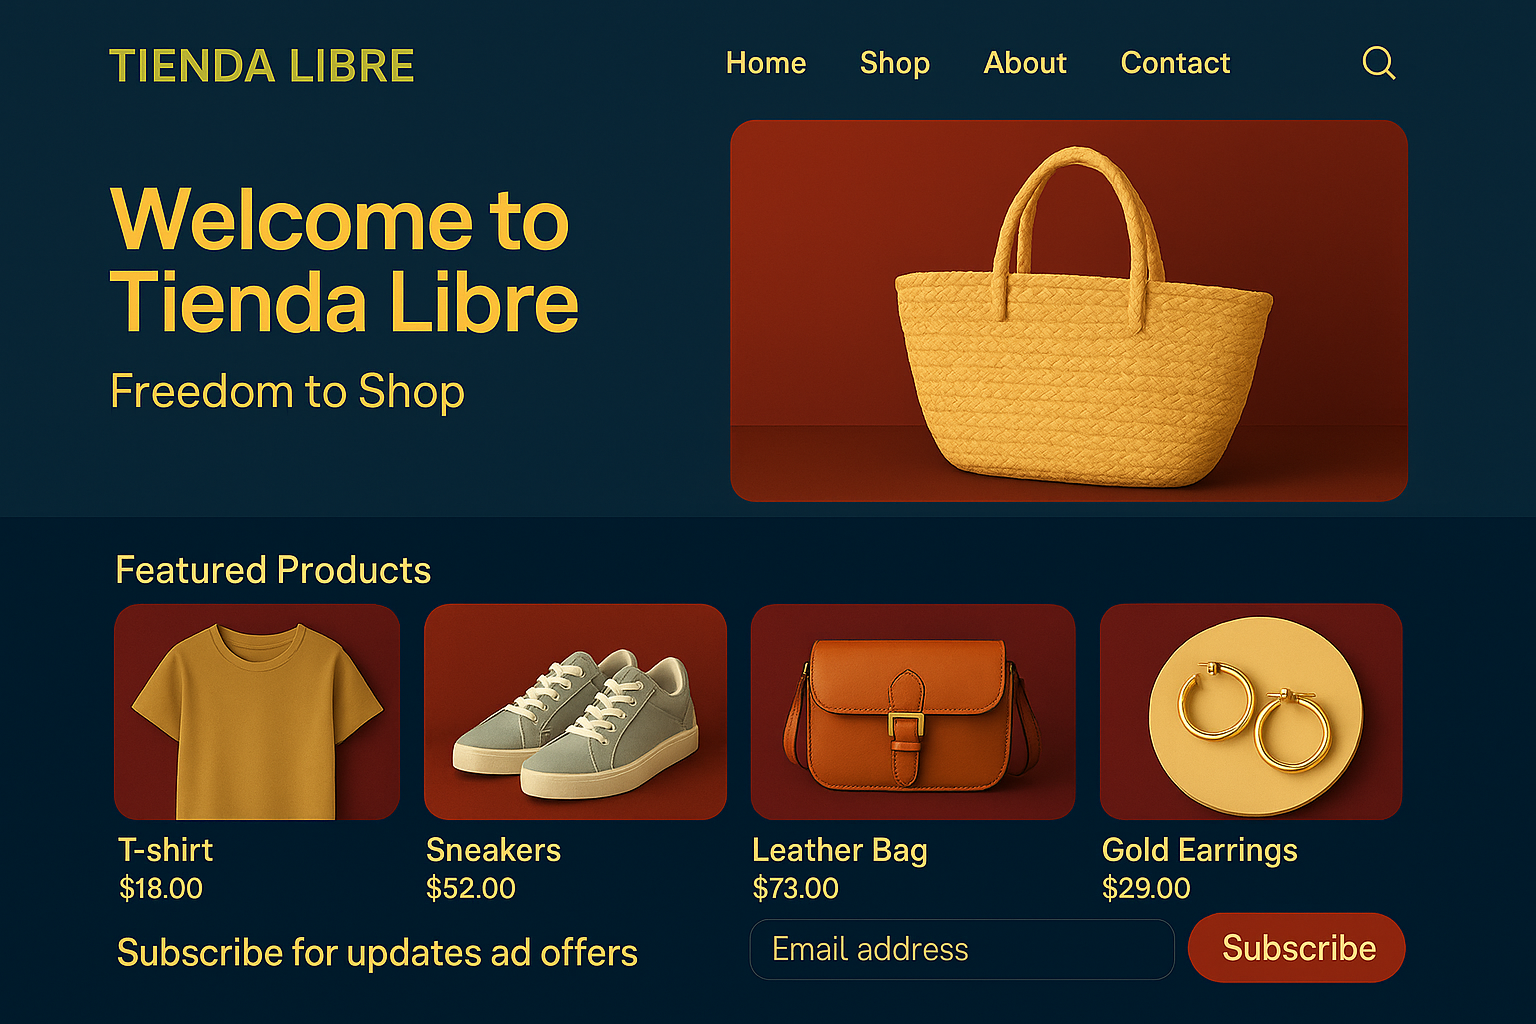 TIENDA LIBRE
Home Shop About Contact
Welcome to
Tienda Libre
Freedom to Shop
Featured Products
T-shirt
$18.00
Sneakers
$52.00
Leather Bag
$73.00
Gold Earrings
$29.00
Subscribe for updates ad offers
Email address
Subscribe